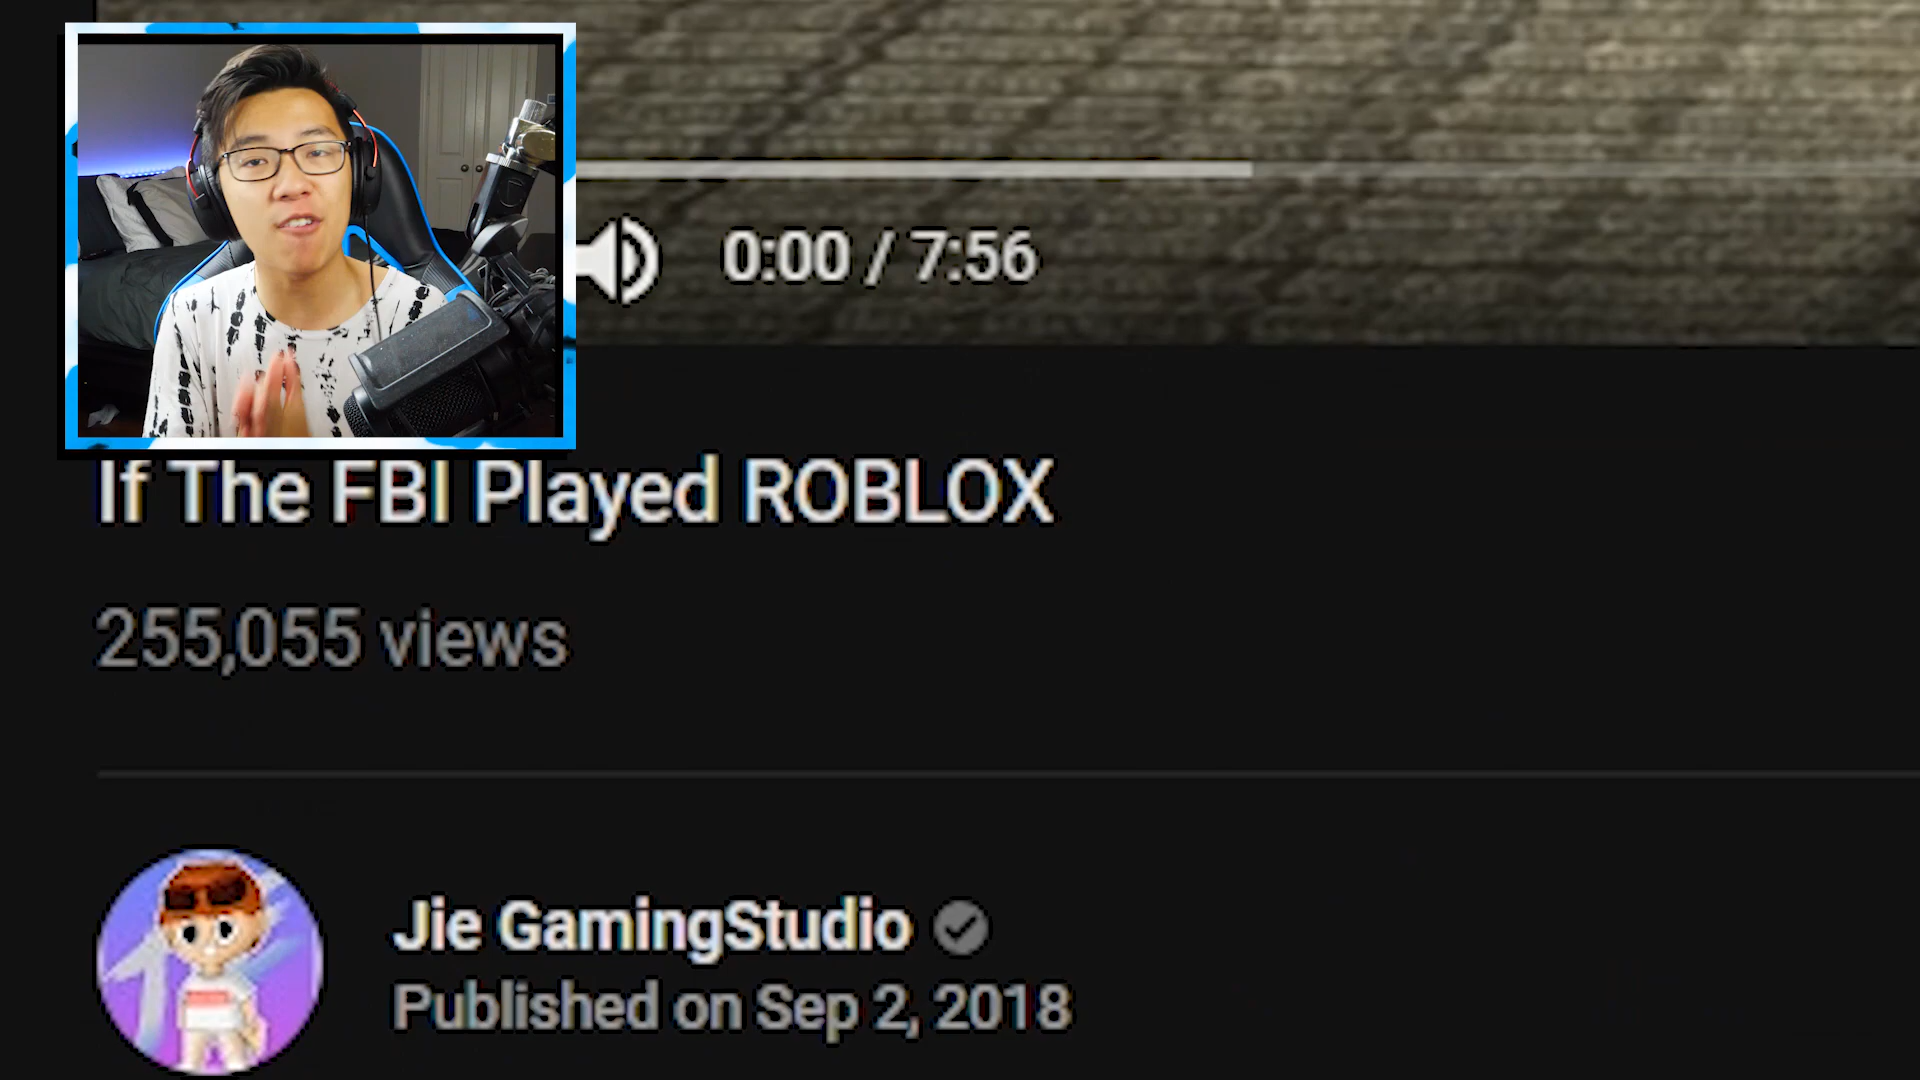 0:00 / 7:56
If The FBI Played ROBLOX
255,055 views
Jie GamingStudio
Published on Sep 2, 2018